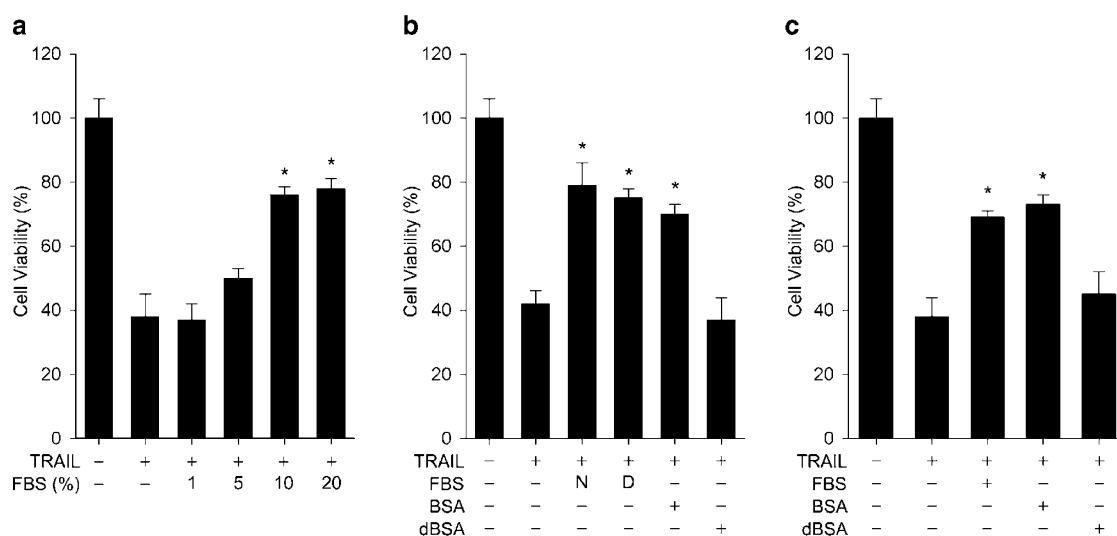 a
120
100
80
60
40
20
0
Cell Viability (%)
* *
TRAIL – + + + + +
FBS (%) – – 1 5 10 20
b
120
100
80
60
40
20
0
Cell Viability (%)
* * *
TRAIL – + + + + +
FBS – – N D – –
BSA – – – – + –
dBSA – – – – – +
c
120
100
80
60
40
20
0
Cell Viability (%)
* *
TRAIL – + + + +
FBS – – + – –
BSA – – – + –
dBSA – – – – +